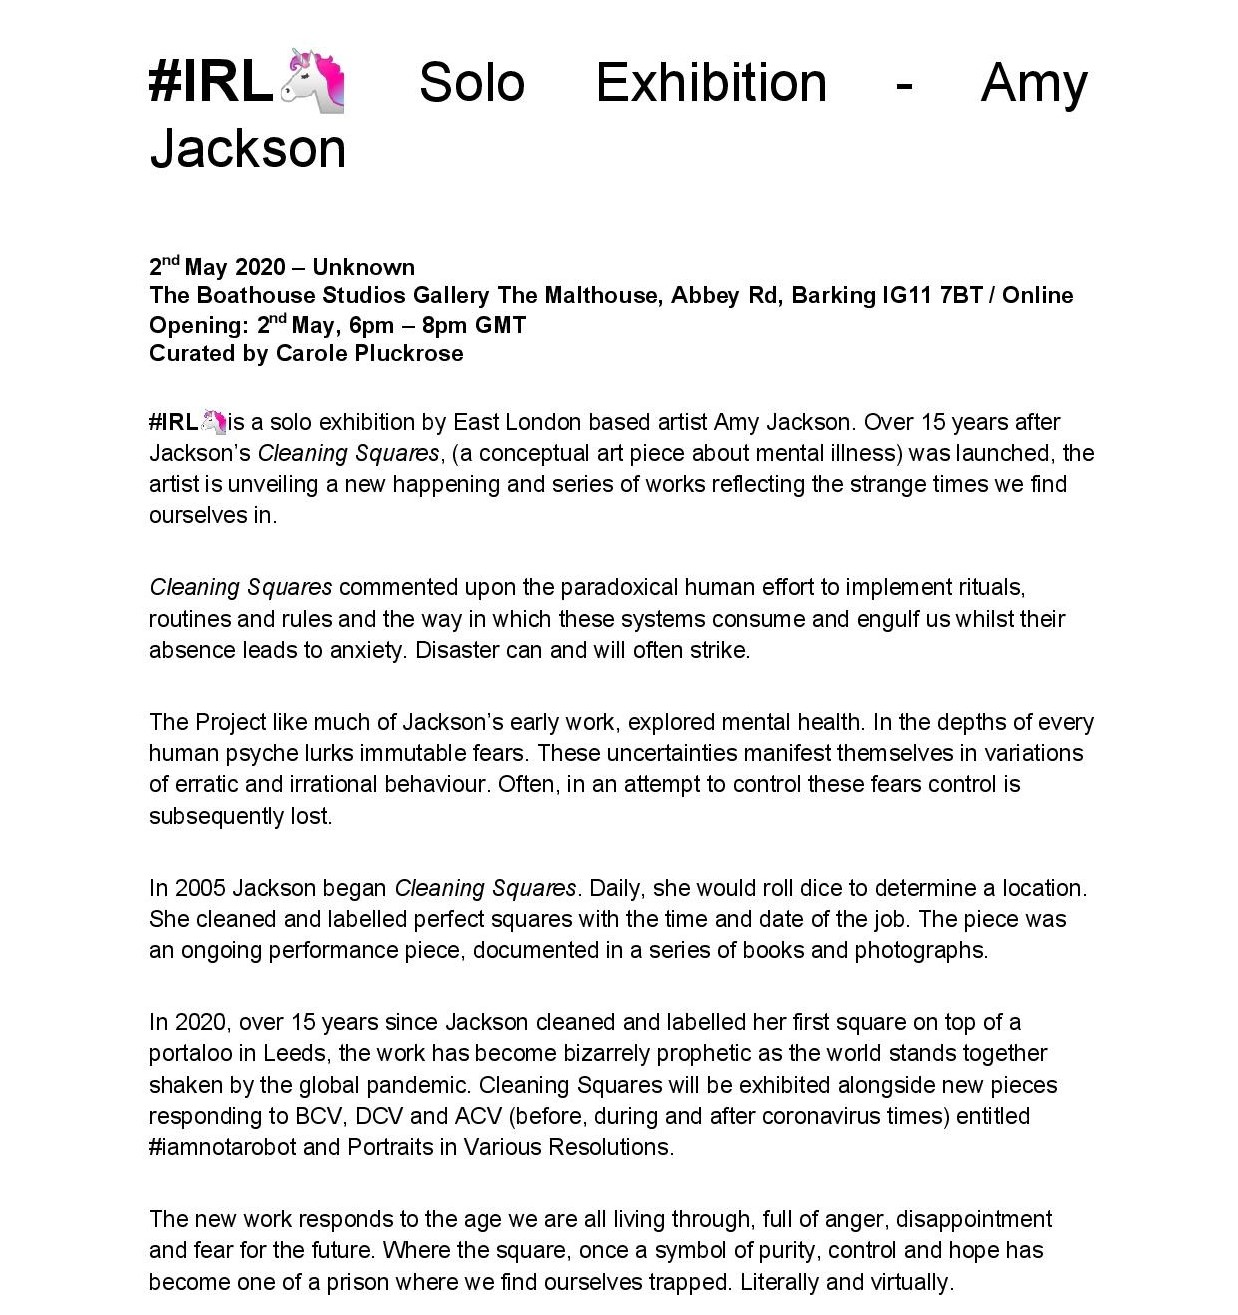 #IRL🦄 Solo Exhibition - Amy
Jackson
2nd May 2020 – Unknown
The Boathouse Studios Gallery The Malthouse, Abbey Rd, Barking IG11 7BT / Online
Opening: 2nd May, 6pm – 8pm GMT
Curated by Carole Pluckrose
#IRL🦄is a solo exhibition by East London based artist Amy Jackson. Over 15 years after
Jackson’s Cleaning Squares, (a conceptual art piece about mental illness) was launched, the
artist is unveiling a new happening and series of works reflecting the strange times we find
ourselves in.
Cleaning Squares commented upon the paradoxical human effort to implement rituals,
routines and rules and the way in which these systems consume and engulf us whilst their
absence leads to anxiety. Disaster can and will often strike.
The Project like much of Jackson’s early work, explored mental health. In the depths of every
human psyche lurks immutable fears. These uncertainties manifest themselves in variations
of erratic and irrational behaviour. Often, in an attempt to control these fears control is
subsequently lost.
In 2005 Jackson began Cleaning Squares. Daily, she would roll dice to determine a location.
She cleaned and labelled perfect squares with the time and date of the job. The piece was
an ongoing performance piece, documented in a series of books and photographs.
In 2020, over 15 years since Jackson cleaned and labelled her first square on top of a
portaloo in Leeds, the work has become bizarrely prophetic as the world stands together
shaken by the global pandemic. Cleaning Squares will be exhibited alongside new pieces
responding to BCV, DCV and ACV (before, during and after coronavirus times) entitled
#iamnotarobot and Portraits in Various Resolutions.
The new work responds to the age we are all living through, full of anger, disappointment
and fear for the future. Where the square, once a symbol of purity, control and hope has
become one of a prison where we find ourselves trapped. Literally and virtually.